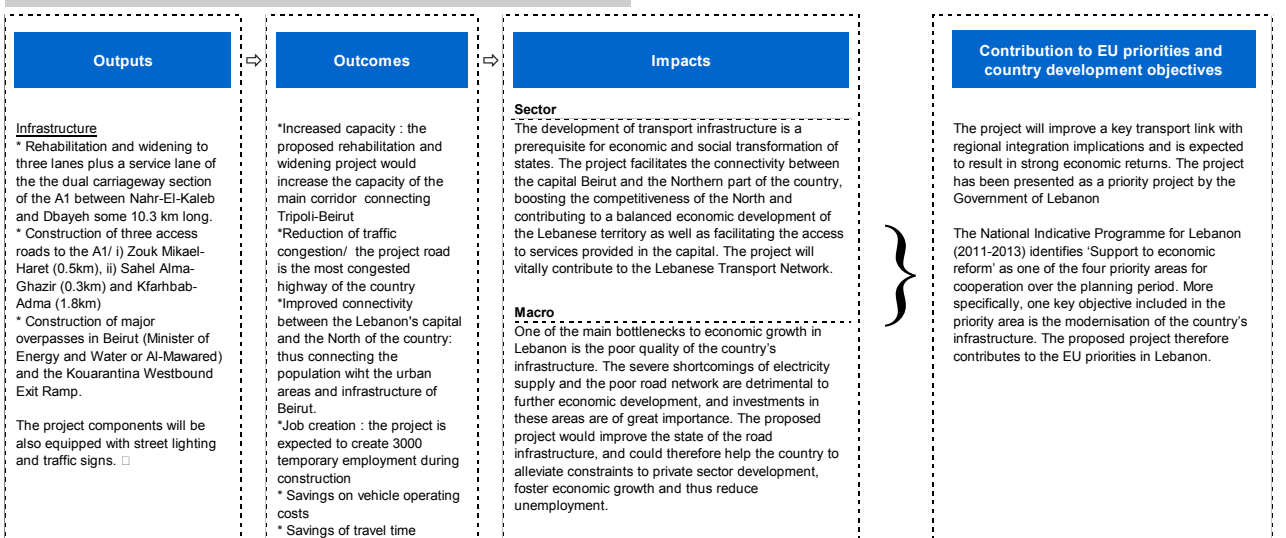 Outputs
Infrastructure
* Rehabilitation and widening to
three lanes plus a service lane of
the the dual carriageway section
of the A1 between Nahr-El-Kaleb
and Dbayeh some 10.3 km long.
* Construction of three access
roads to the A1/ i) Zouk Mikael-
Haret (0.5km), ii) Sahel Alma-
Ghazir (0.3km) and Kfarhbab-
Adma (1.8km)
* Construction of major
overpasses in Beirut (Minister of
Energy and Water or Al-Mawared)
and the Kouarantina Westbound
Exit Ramp.
The project components will be
also equipped with street lighting
and traffic signs.
Outcomes
*Increased capacity : the
proposed rehabilitation and
widening project would
increase the capacity of the
main corridor connecting
Tripoli-Beirut
*Reduction of traffic
congestion/ the project road
is the most congested
highway of the country
*Improved connectivity
between the Lebanon's capital
and the North of the country:
thus connecting the
population wiht the urban
areas and infrastructure of
Beirut.
*Job creation : the project is
expected to create 3000
temporary employment during
construction
* Savings on vehicle operating
costs
* Savings of travel time
Impacts
Sector
The development of transport infrastructure is a
prerequisite for economic and social transformation of
states. The project facilitates the connectivity between
the capital Beirut and the Northern part of the country,
boosting the competitiveness of the North and
contributing to a balanced economic development of
the Lebanese territory as well as facilitating the access
to services provided in the capital. The project will
vitally contribute to the Lebanese Transport Network.
Macro
One of the main bottlenecks to economic growth in
Lebanon is the poor quality of the country's
infrastructure. The severe shortcomings of electricity
supply and the poor road network are detrimental to
further economic development, and investments in
these areas are of great importance. The proposed
project would improve the state of the road
infrastructure, and could therefore help the country to
alleviate constraints to private sector development,
foster economic growth and thus reduce
unemployment.
Contribution to EU priorities and
country development objectives
The project will improve a key transport link with
regional integration implications and is expected
to result in strong economic returns. The project
has been presented as a priority project by the
Government of Lebanon
The National Indicative Programme for Lebanon
(2011-2013) identifies ‘Support to economic
reform’ as one of the four priority areas for
cooperation over the planning period. More
specifically, one key objective included in the
priority area is the modernisation of the country’s
infrastructure. The proposed project therefore
contributes to the EU priorities in Lebanon.